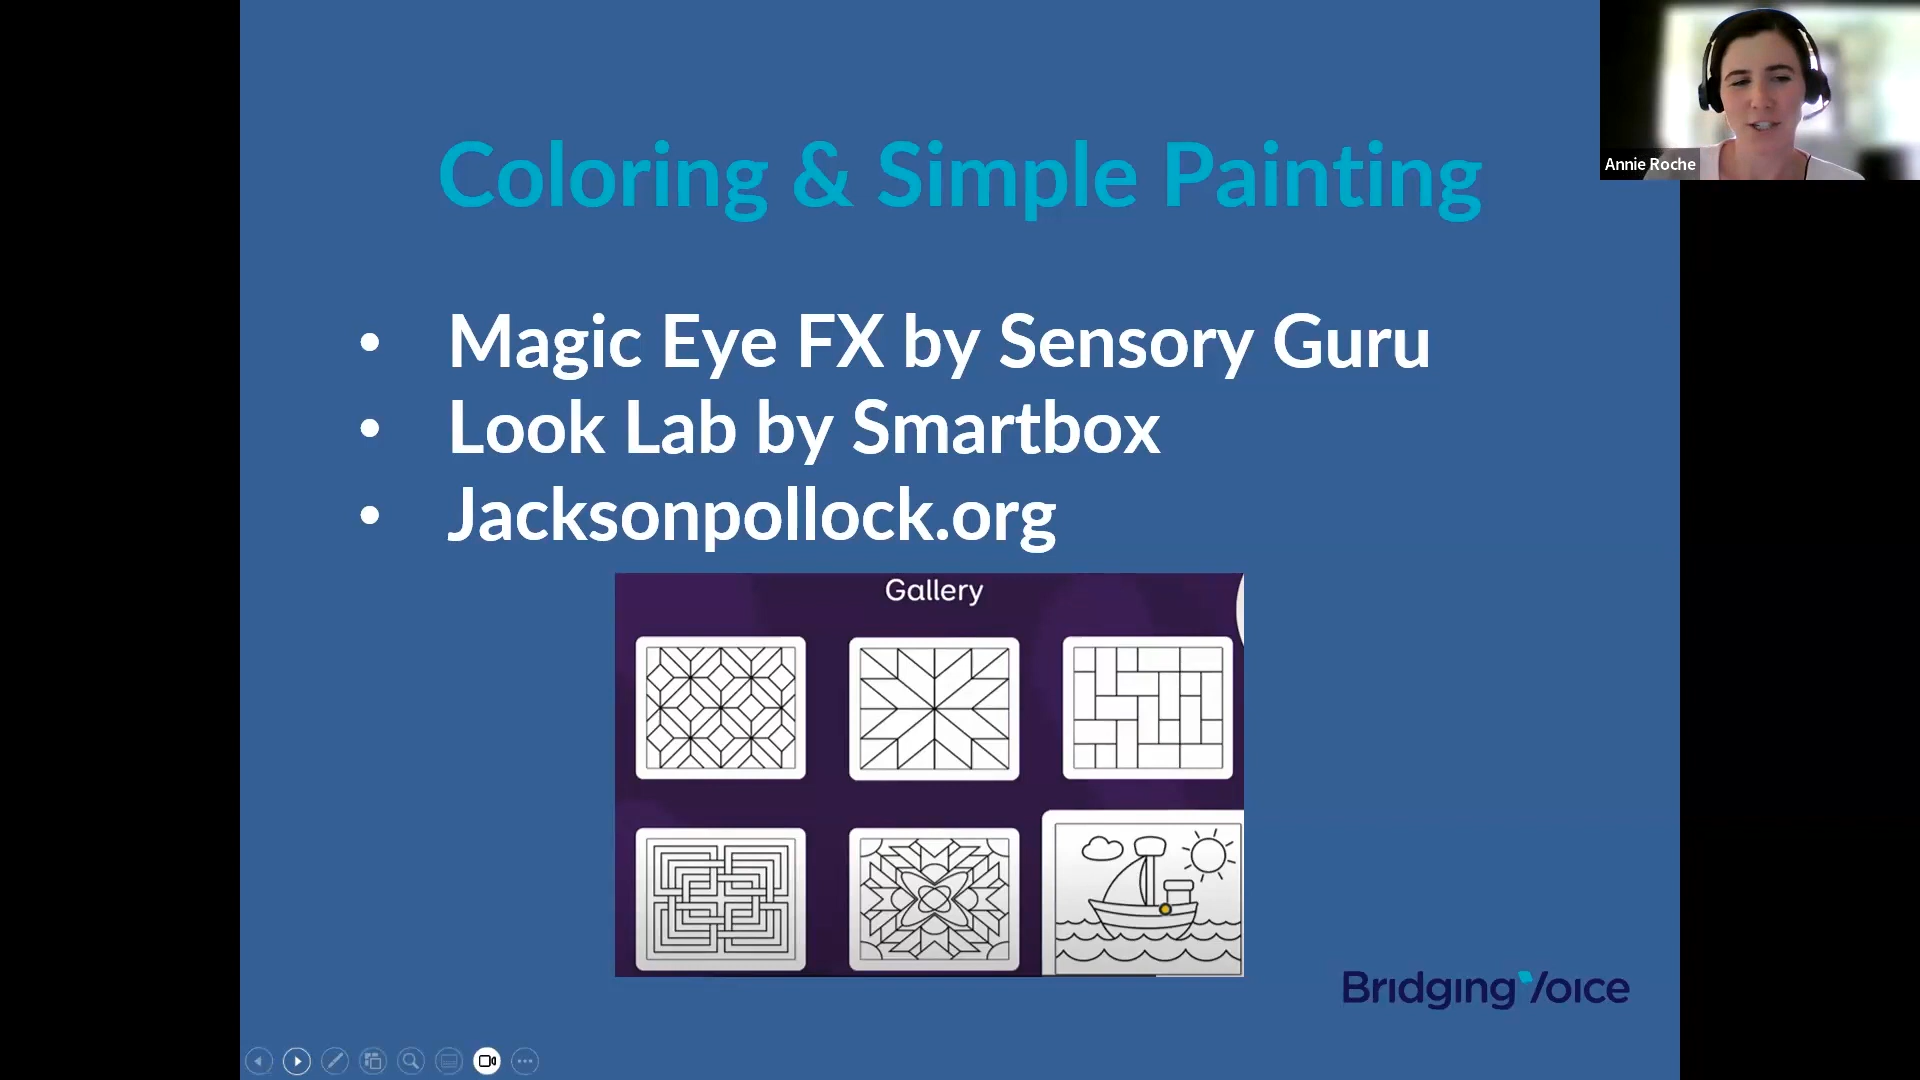 Coloring & Simple Painting
Annie Roche
• Magic Eye FX by Sensory Guru
• Look Lab by Smartbox
• Jacksonpollock.org
Gallery
Bridging Voice